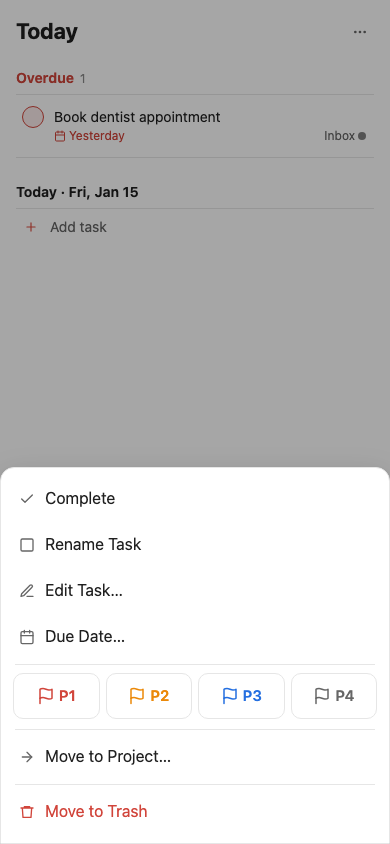 Today
Overdue 1
Book dentist appointment
Yesterday
Inbox
Today · Fri, Jan 15
Add task
Complete
Rename Task
Edit Task...
Due Date...
P1 P2 P3 P4
Move to Project...
Move to Trash